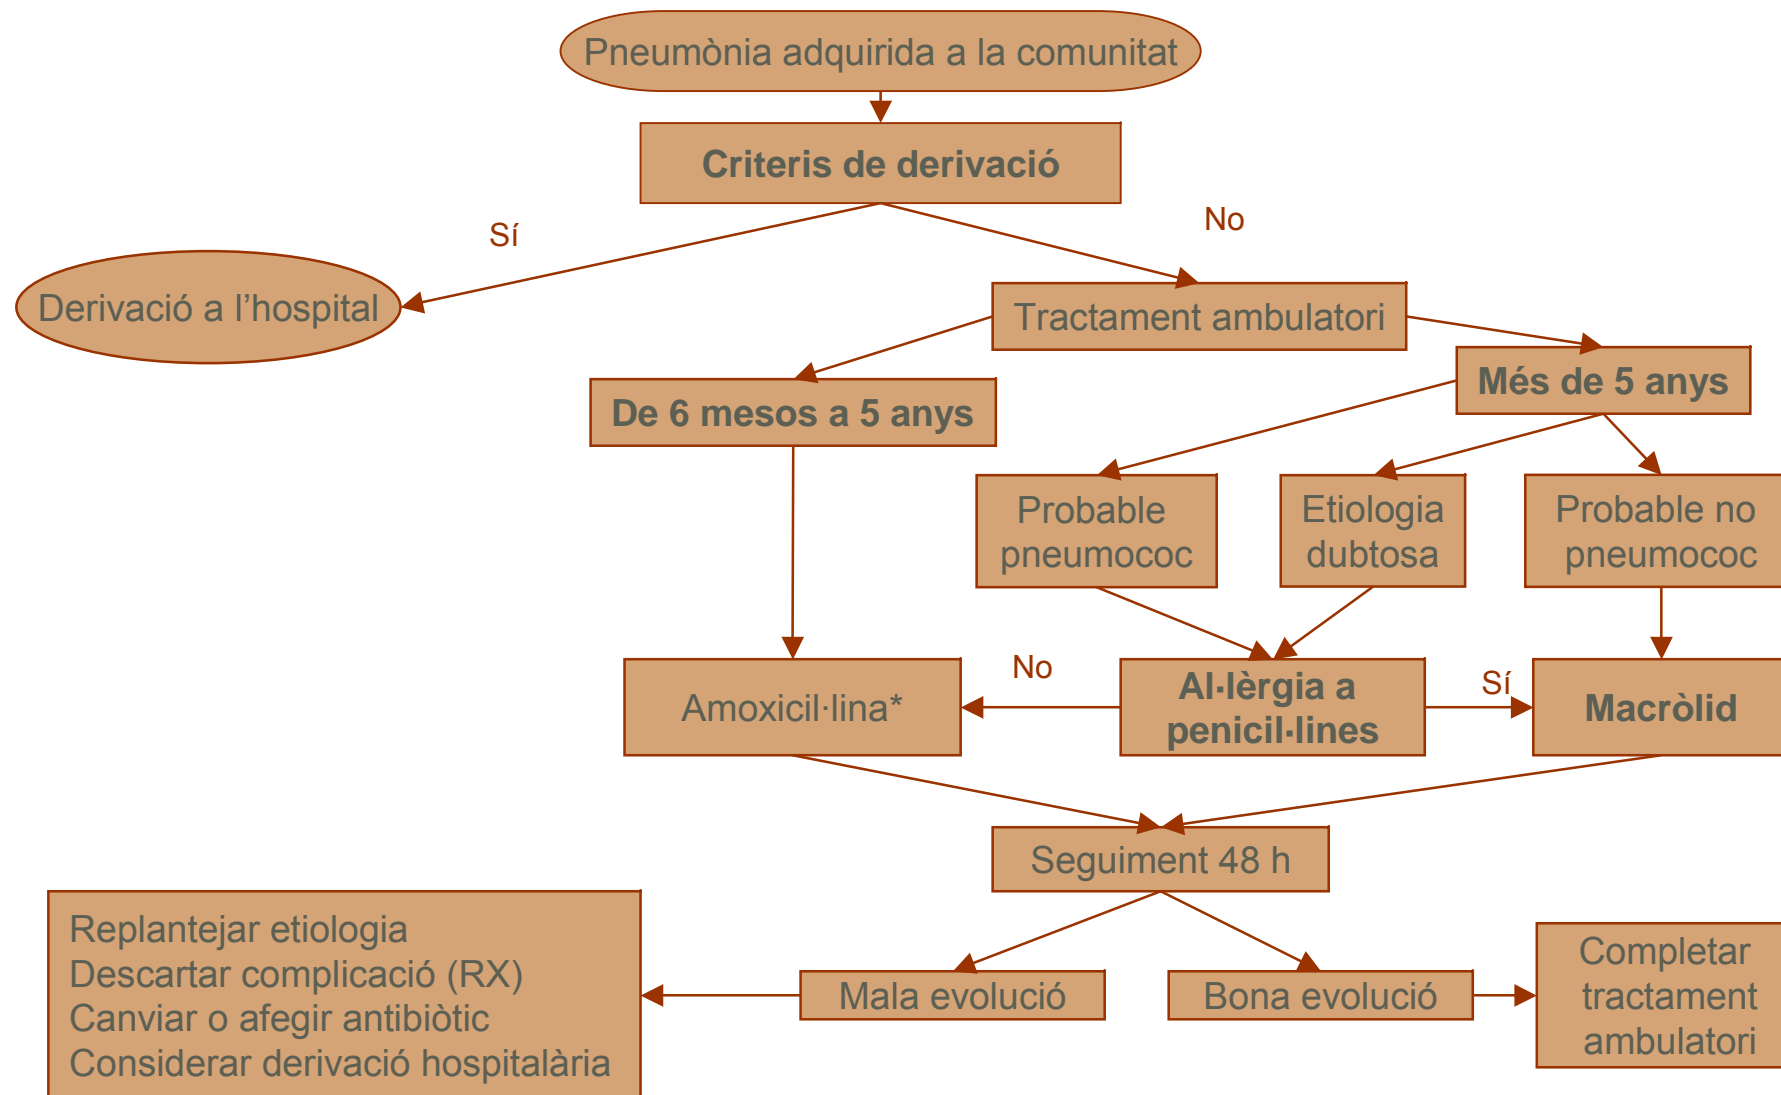 Pneumònia adquirida a la comunitat
Criteris de derivació
Sí
No
Derivació a l’hospital
Tractament ambulatori
De 6 mesos a 5 anys
Més de 5 anys
Probable
pneumococ
Etiologia
dubtosa
Probable no
pneumococ
Amoxicil·lina*
No
Al·lèrgia a
penicil·lines
Sí
Macròlid
Seguiment 48 h
Replantejar etiologia
Descartar complicació (RX)
Canviar o afegir antibiòtic
Considerar derivació hospitalària
Mala evolució
Bona evolució
Completar
tractament
ambulatori